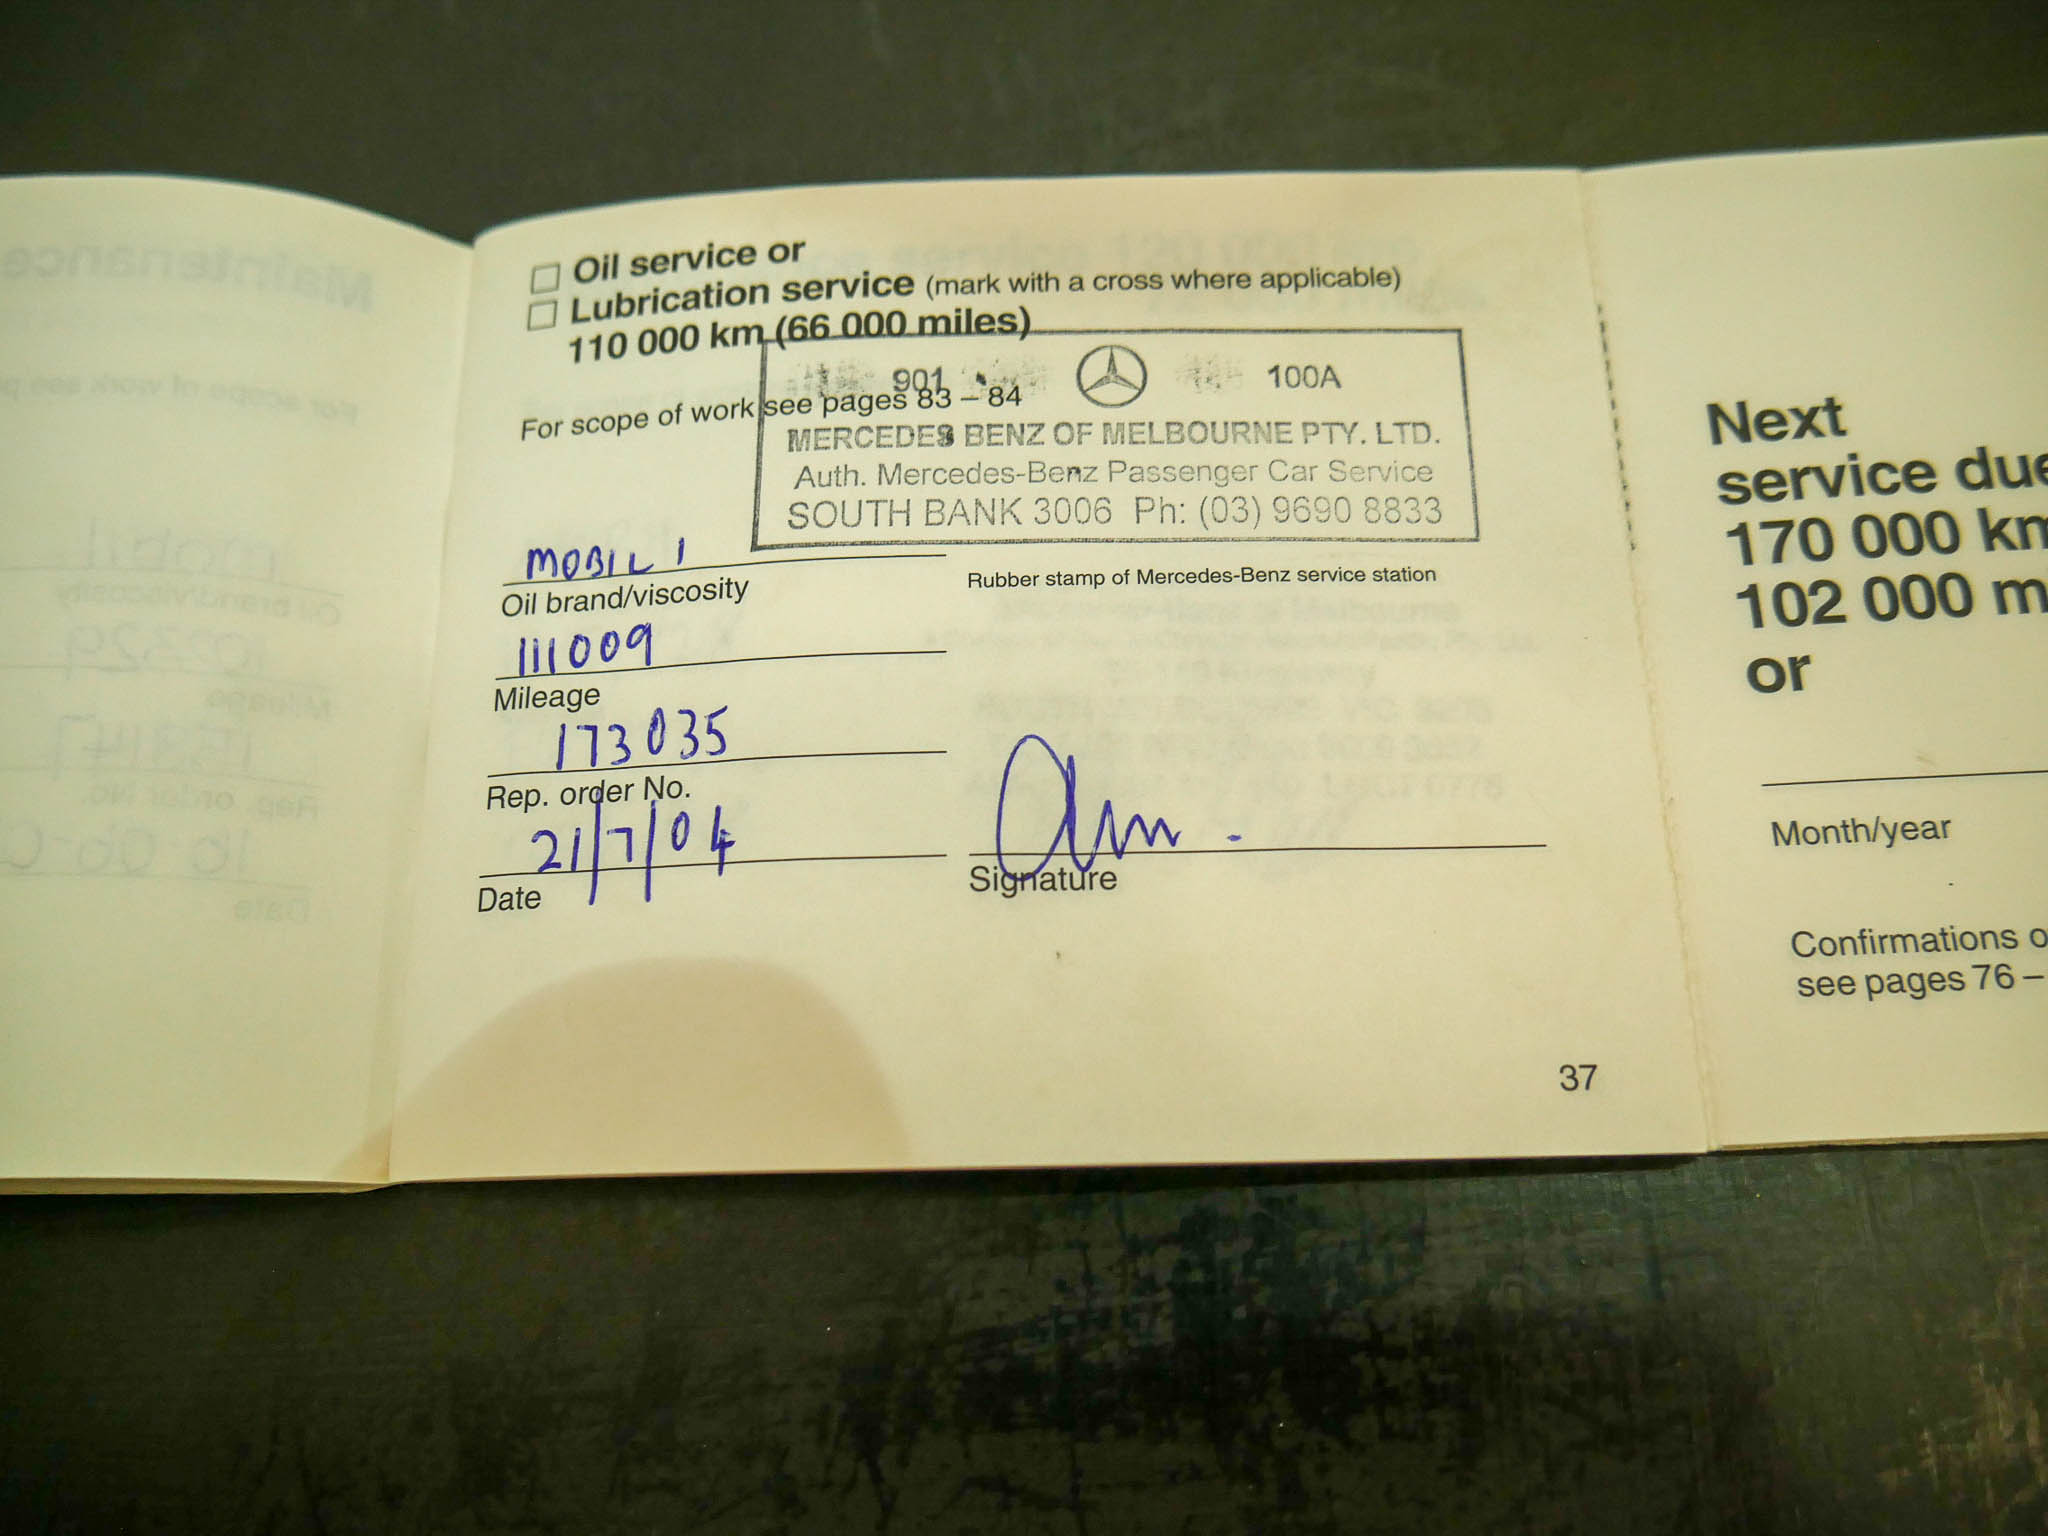 Oil service or
Lubrication service (mark with a cross where applicable)
110 000 km (66 000 miles)
901 100A
For scope of work see pages 83 – 84
MERCEDES BENZ OF MELBOURNE PTY. LTD.
Auth. Mercedes-Benz Passenger Car Service
SOUTH BANK 3006 Ph: (03) 9690 8833
MOBIL 1
Oil brand/viscosity
Rubber stamp of Mercedes-Benz service station
111009
Mileage
173035
Rep. order No.
21/7/04
Date
Signature
37
Next
service due
170 000 km
102 000 m
or
Month/year
Confirmations o
see pages 76 –